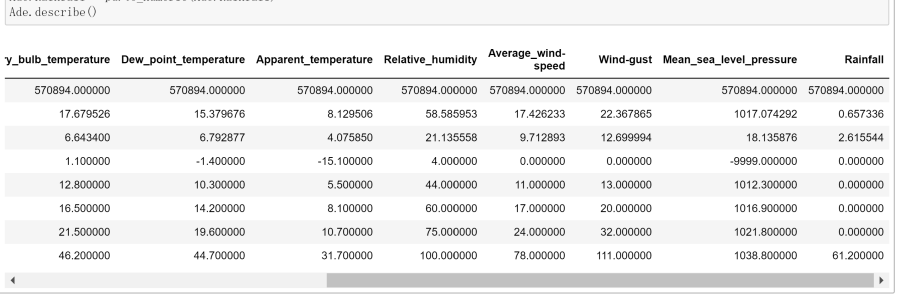 Ade.describe()
y_bulb_temperature Dew_point_temperature Apparent_temperature Relative_humidity Average_wind-speed Wind-gust Mean_sea_level_pressure Rainfall
570894.000000 570894.000000 570894.000000 570894.000000 570894.000000 570894.000000 570894.000000 570894.000000
17.679526 15.379676 8.129506 58.585953 17.426233 22.367865 1017.074292 0.657336
6.643400 6.792877 4.075850 21.135558 9.712893 12.699994 18.135876 2.615544
1.100000 -1.400000 -15.100000 4.000000 0.000000 0.000000 -9999.000000 0.000000
12.800000 10.300000 5.500000 44.000000 11.000000 13.000000 1012.300000 0.000000
16.500000 14.200000 8.100000 60.000000 17.000000 20.000000 1016.900000 0.000000
21.500000 19.600000 10.700000 75.000000 24.000000 32.000000 1021.800000 0.000000
46.200000 44.700000 31.700000 100.000000 78.000000 111.000000 1038.800000 61.200000